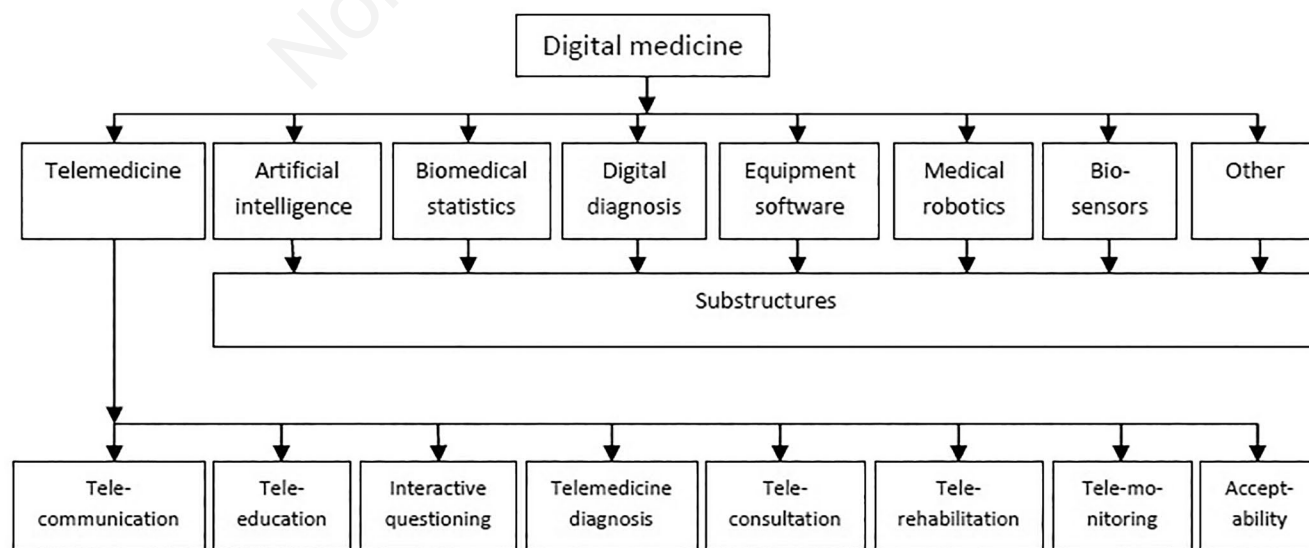 Digital medicine
Telemedicine
Artificial
intelligence
Biomedical
statistics
Digital
diagnosis
Equipment
software
Medical
robotics
Bio-
sensors
Other
Substructures
Tele-
communication
Tele-
education
Interactive
questioning
Telemedicine
diagnosis
Tele-
consultation
Tele-
rehabilitation
Tele-mo-
nitoring
Accept-
ability